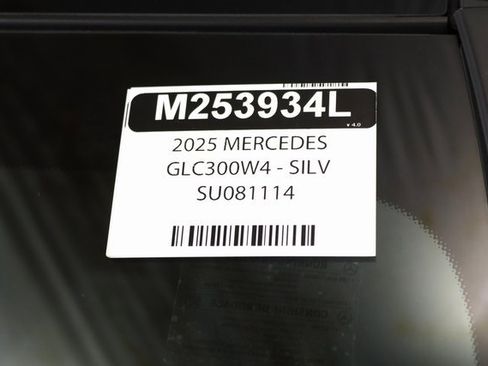 M253934L
v 4.0
2025 MERCEDES
GLC300W4 - SILV
SU081114